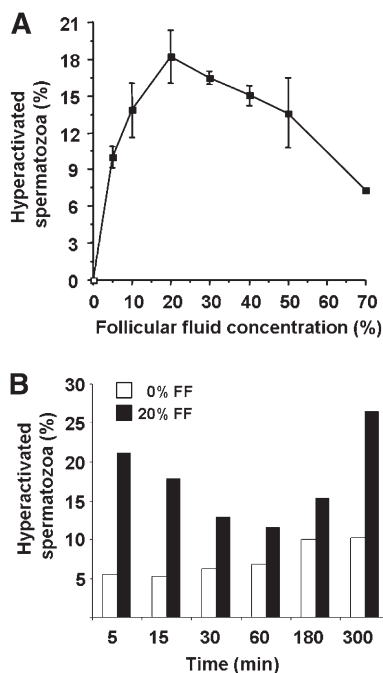 A
Hyperactivated
spermatozoa (%)
21
18
15
12
9
6
3
0
0 10 20 30 40 50 60 70
Follicular fluid concentration (%)
B
Hyperactivated
spermatozoa (%)
30
25
20
15
10
5
0% FF
20% FF
5 15 30 60 180 300
Time (min)